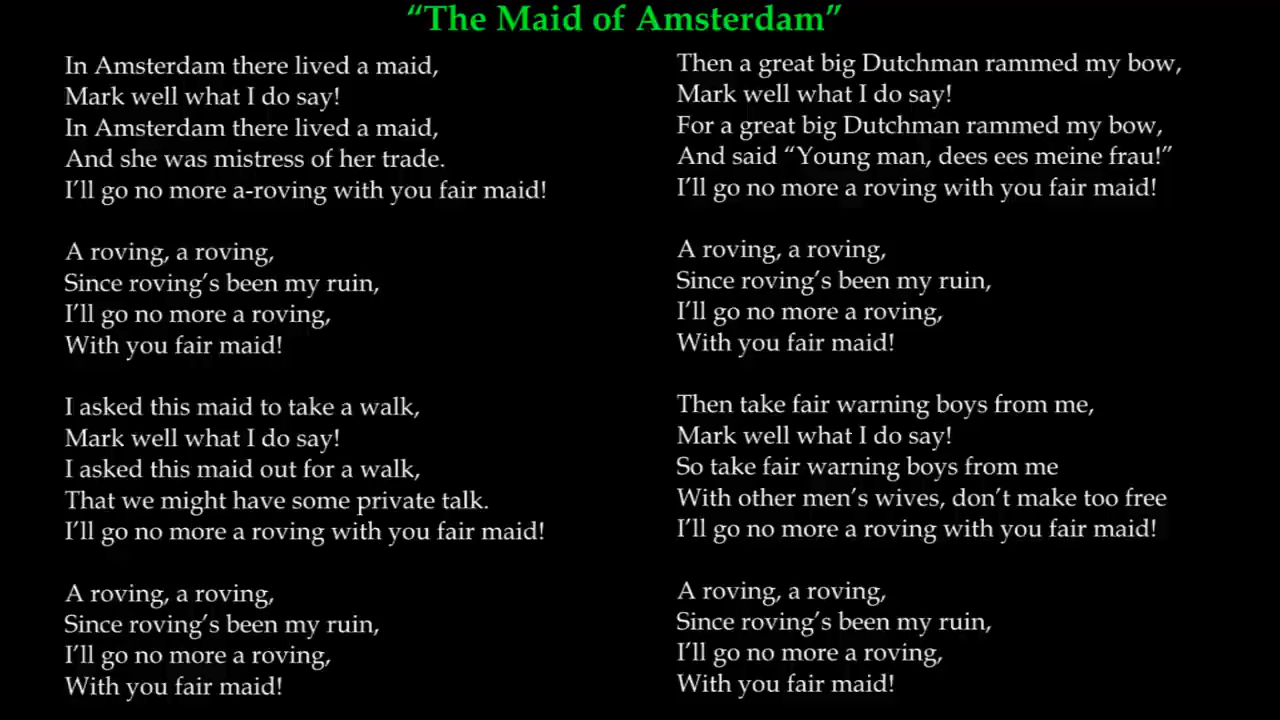 “The Maid of Amsterdam”
In Amsterdam there lived a maid,
Mark well what I do say!
In Amsterdam there lived a maid,
And she was mistress of her trade.
I’ll go no more a-roving with you fair maid!
A roving, a roving,
Since roving’s been my ruin,
I’ll go no more a roving,
With you fair maid!
I asked this maid to take a walk,
Mark well what I do say!
I asked this maid out for a walk,
That we might have some private talk.
I’ll go no more a roving with you fair maid!
A roving, a roving,
Since roving’s been my ruin,
I’ll go no more a roving,
With you fair maid!
Then a great big Dutchman rammed my bow,
Mark well what I do say!
For a great big Dutchman rammed my bow,
And said “Young man, dees ees meine frau!”
I’ll go no more a roving with you fair maid!
A roving, a roving,
Since roving’s been my ruin,
I’ll go no more a roving,
With you fair maid!
Then take fair warning boys from me,
Mark well what I do say!
So take fair warning boys from me
With other men’s wives, don’t make too free
I’ll go no more a roving with you fair maid!
A roving, a roving,
Since roving’s been my ruin,
I’ll go no more a roving,
With you fair maid!